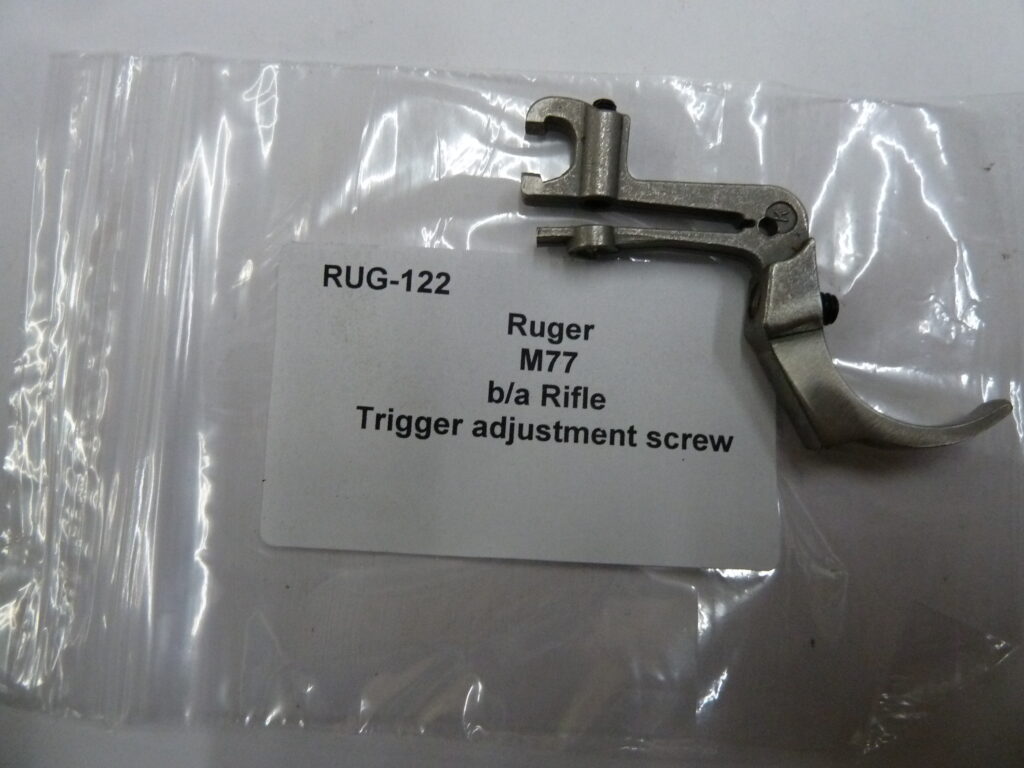 RUG-122
Ruger
M77
b/a Rifle
Trigger adjustment screw